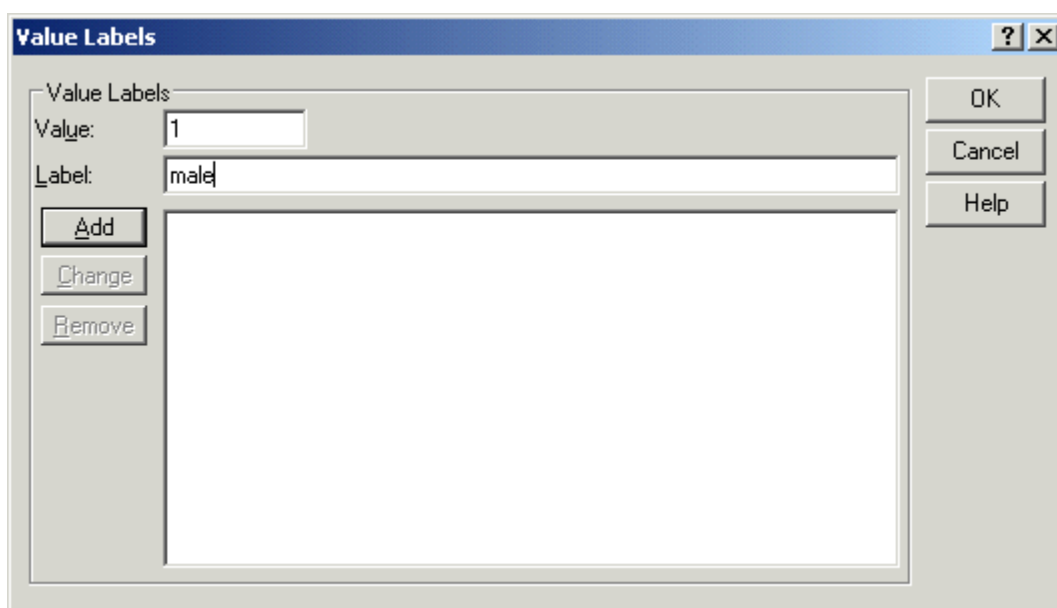 Value Labels
Value Labels
Value: 1
Label: male
Add
Change
Remove
OK
Cancel
Help